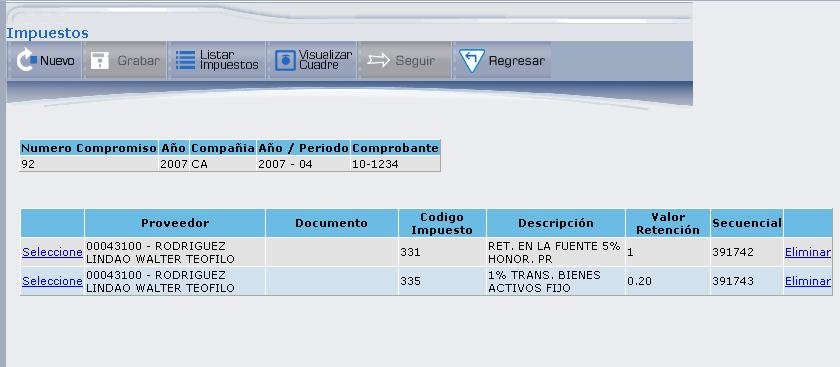 Impuestos
Nuevo Grabar Listar Impuestos Visualizar Cuadre Seguir Regresar
Numero Compromiso Año Compañia Año / Periodo Comprobante
92 2007 CA 2007 - 04 10-1234
Proveedor Documento Codigo Impuesto Descripción Valor Retención Secuencial
Seleccione 00043100 - RODRIGUEZ LINDAO WALTER TEOFILO 331 RET. EN LA FUENTE 5% HONOR. PR 1 391742 Eliminar
Seleccione 00043100 - RODRIGUEZ LINDAO WALTER TEOFILO 335 1% TRANS. BIENES ACTIVOS FIJO 0.20 391743 Eliminar